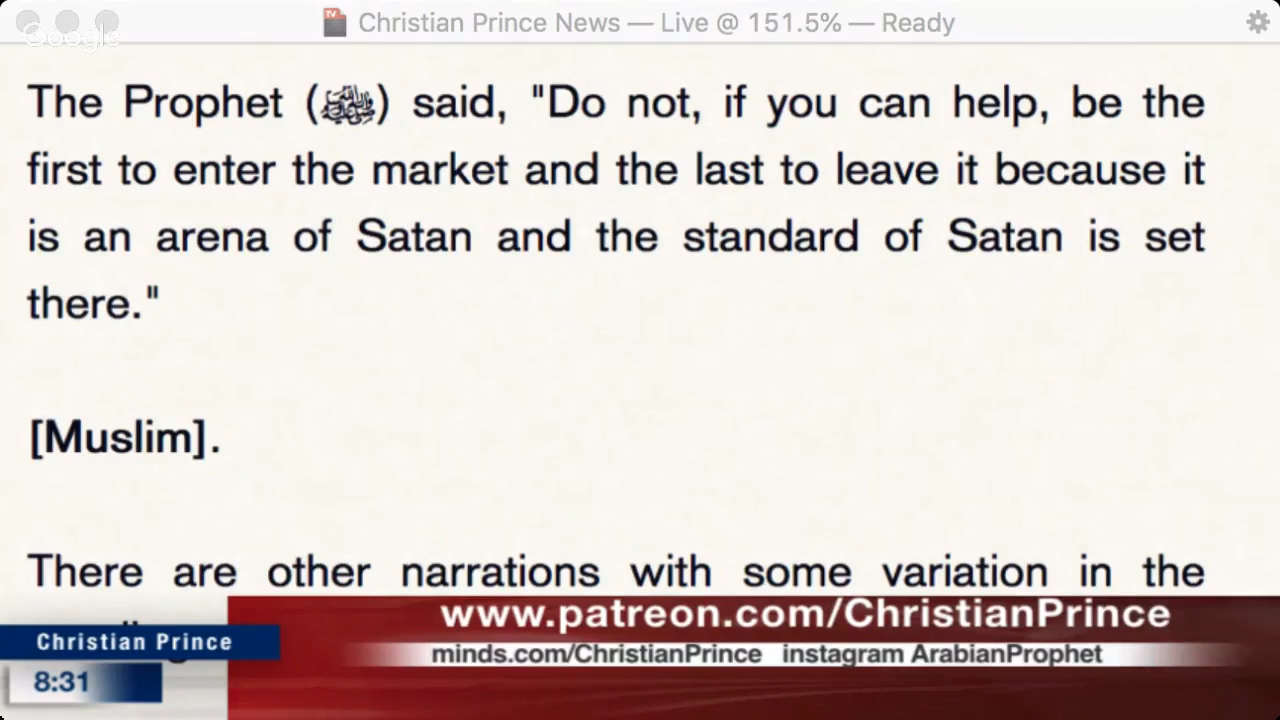 Christian Prince News — Live @ 151.5% — Ready
Google
The Prophet (ﷺ) said, "Do not, if you can help, be the
first to enter the market and the last to leave it because it
is an arena of Satan and the standard of Satan is set
there."
[Muslim].
There are other narrations with some variation in the
www.patreon.com/ChristianPrince
Christian Prince
minds.com/ChristianPrince instagram ArabianProphet
8:31